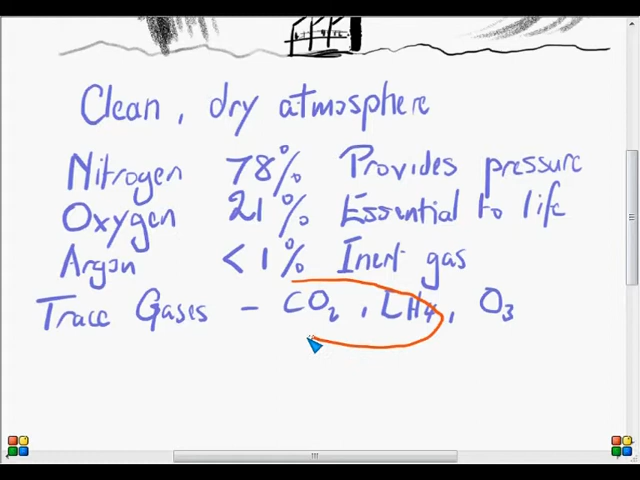 Clean, dry atmosphere
Nitrogen 78% Provides pressure
Oxygen 21% Essential to life
Argon <1% Inert gas
Trace Gases - CO₂, CH₄, O₃